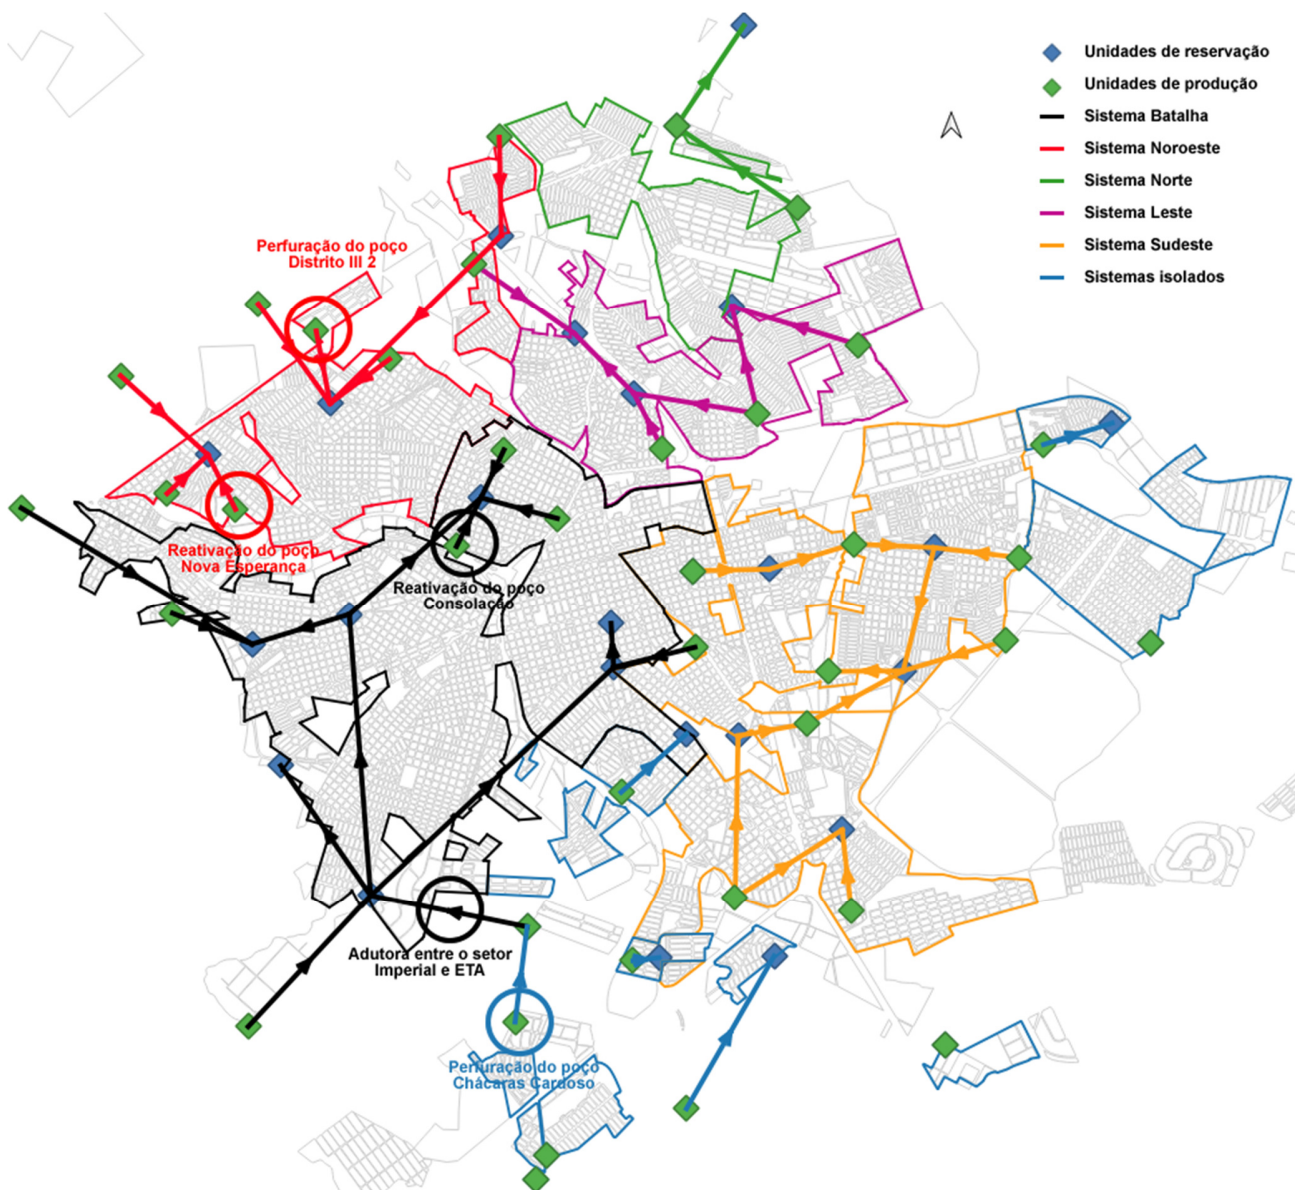 Unidades de reservação
Unidades de produção
Sistema Batalha
Sistema Noroeste
Sistema Norte
Sistema Leste
Sistema Sudeste
Sistemas isolados
Perfuração do poço
Distrito III 2
Reativação do poço
Nova Esperança
Reativação do poço
Consolação
Adutora entre o setor
Imperial e ETA
Perfuração do poço
Chácaras Cardoso